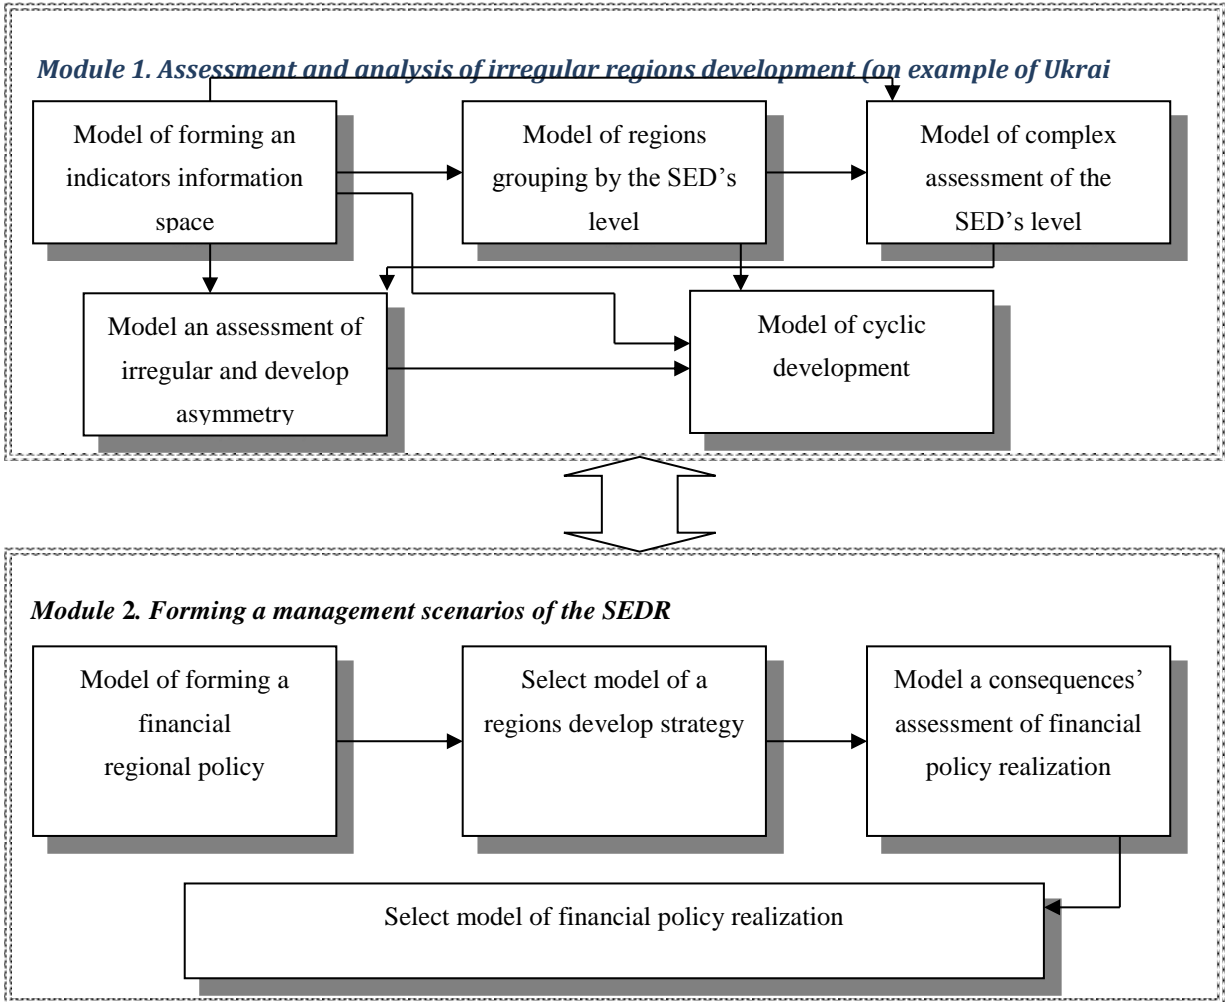 Module 1. Assessment and analysis of irregular regions development (on example of Ukrai
Model of forming an
indicators information
space
Model of regions
grouping by the SED’s
level
Model of complex
assessment of the
SED’s level
Model an assessment of
irregular and develop
asymmetry
Model of cyclic
development
Module 2. Forming a management scenarios of the SEDR
Model of forming a
financial
regional policy
Select model of a
regions develop strategy
Model a consequences’
assessment of financial
policy realization
Select model of financial policy realization